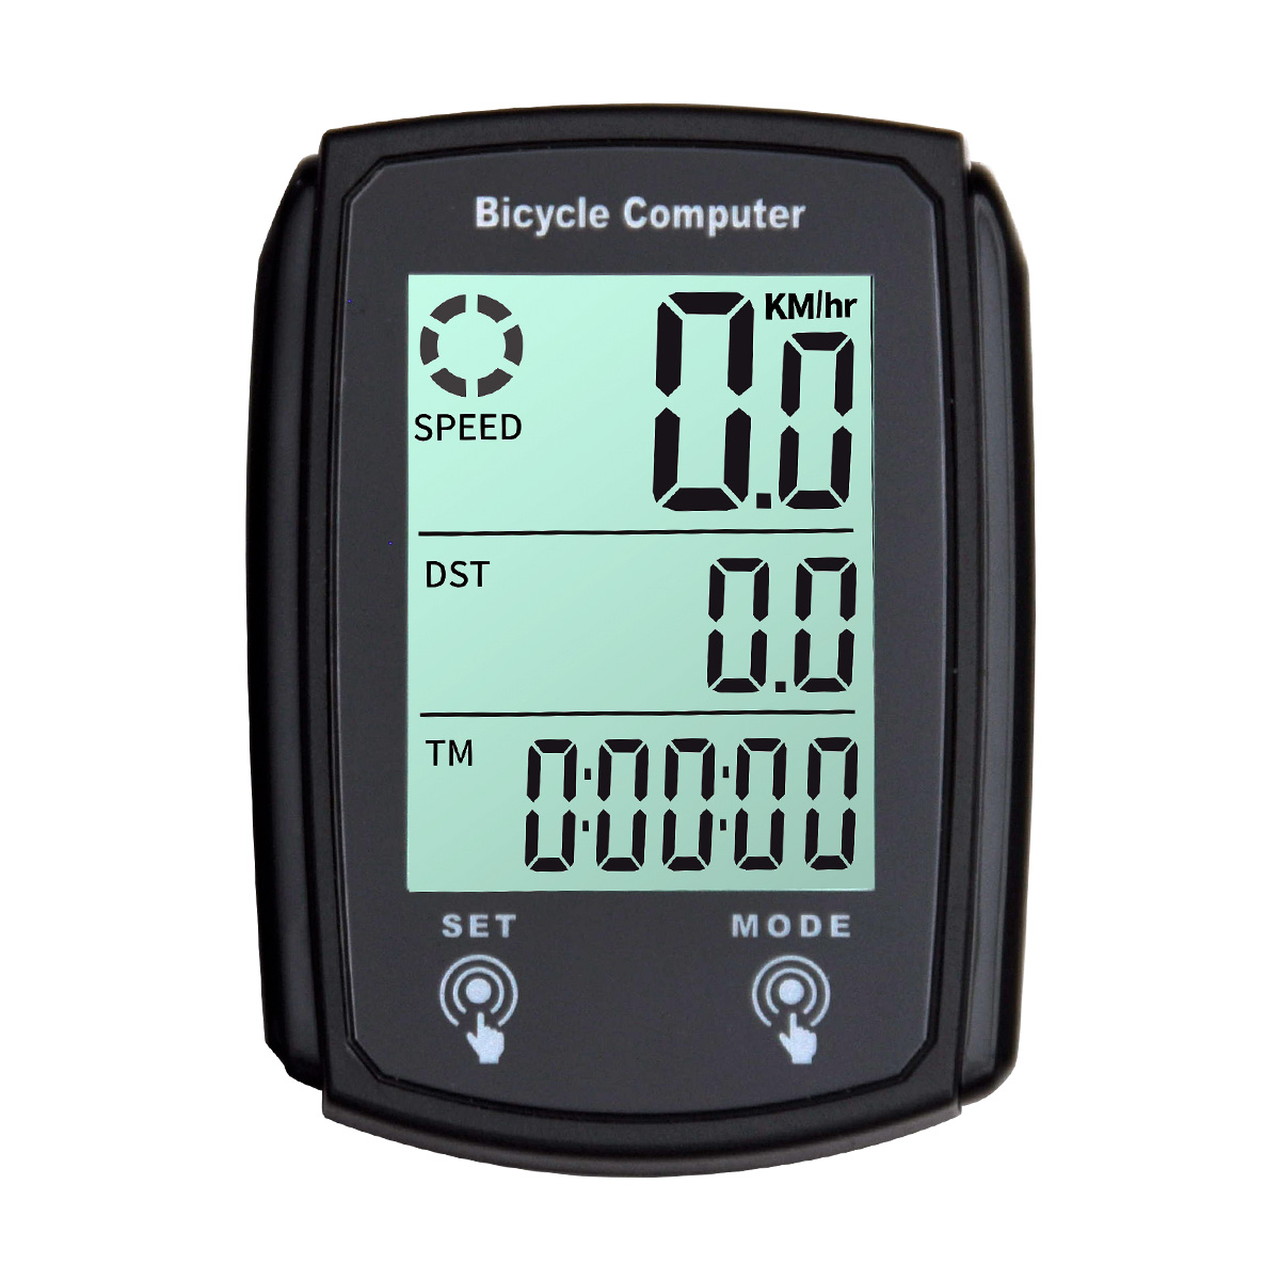 Bicycle Computer
KM/hr
0.0
SPEED
DST 0.0
TM 0:00:00
SET MODE